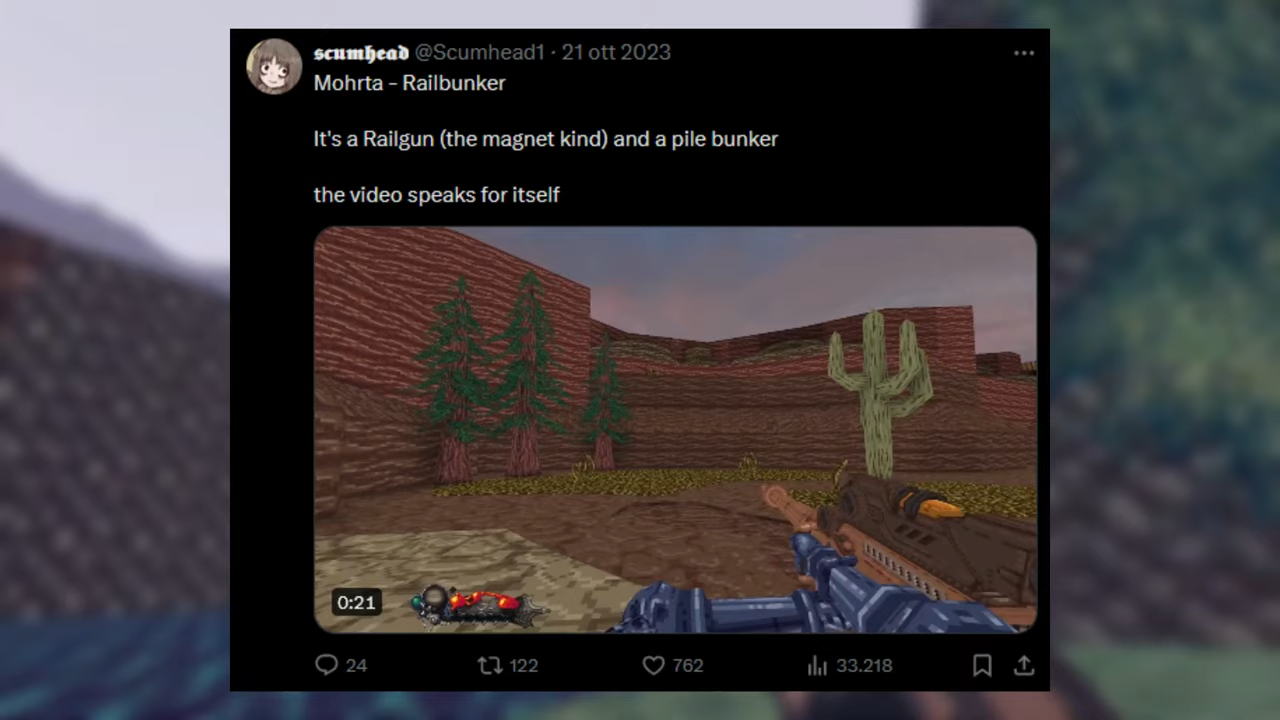 scumhead @Scumhead1 · 21 ott 2023
Mohrta - Railbunker
It's a Railgun (the magnet kind) and a pile bunker
the video speaks for itself
0:21
24 122 762 33.218